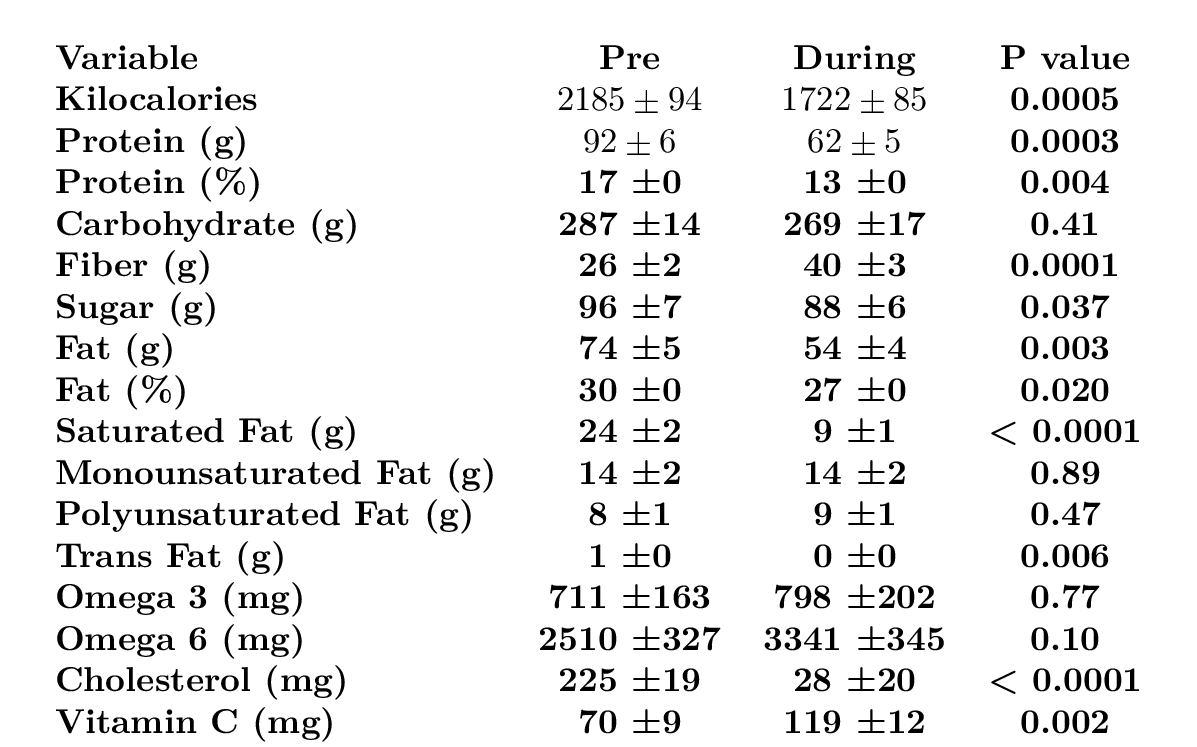 Variable Pre During P value
Kilocalories 2185 ± 94 1722 ± 85 0.0005
Protein (g) 92 ± 6 62 ± 5 0.0003
Protein (%) 17 ±0 13 ±0 0.004
Carbohydrate (g) 287 ±14 269 ±17 0.41
Fiber (g) 26 ±2 40 ±3 0.0001
Sugar (g) 96 ±7 88 ±6 0.037
Fat (g) 74 ±5 54 ±4 0.003
Fat (%) 30 ±0 27 ±0 0.020
Saturated Fat (g) 24 ±2 9 ±1 < 0.0001
Monounsaturated Fat (g) 14 ±2 14 ±2 0.89
Polyunsaturated Fat (g) 8 ±1 9 ±1 0.47
Trans Fat (g) 1 ±0 0 ±0 0.006
Omega 3 (mg) 711 ±163 798 ±202 0.77
Omega 6 (mg) 2510 ±327 3341 ±345 0.10
Cholesterol (mg) 225 ±19 28 ±20 < 0.0001
Vitamin C (mg) 70 ±9 119 ±12 0.002